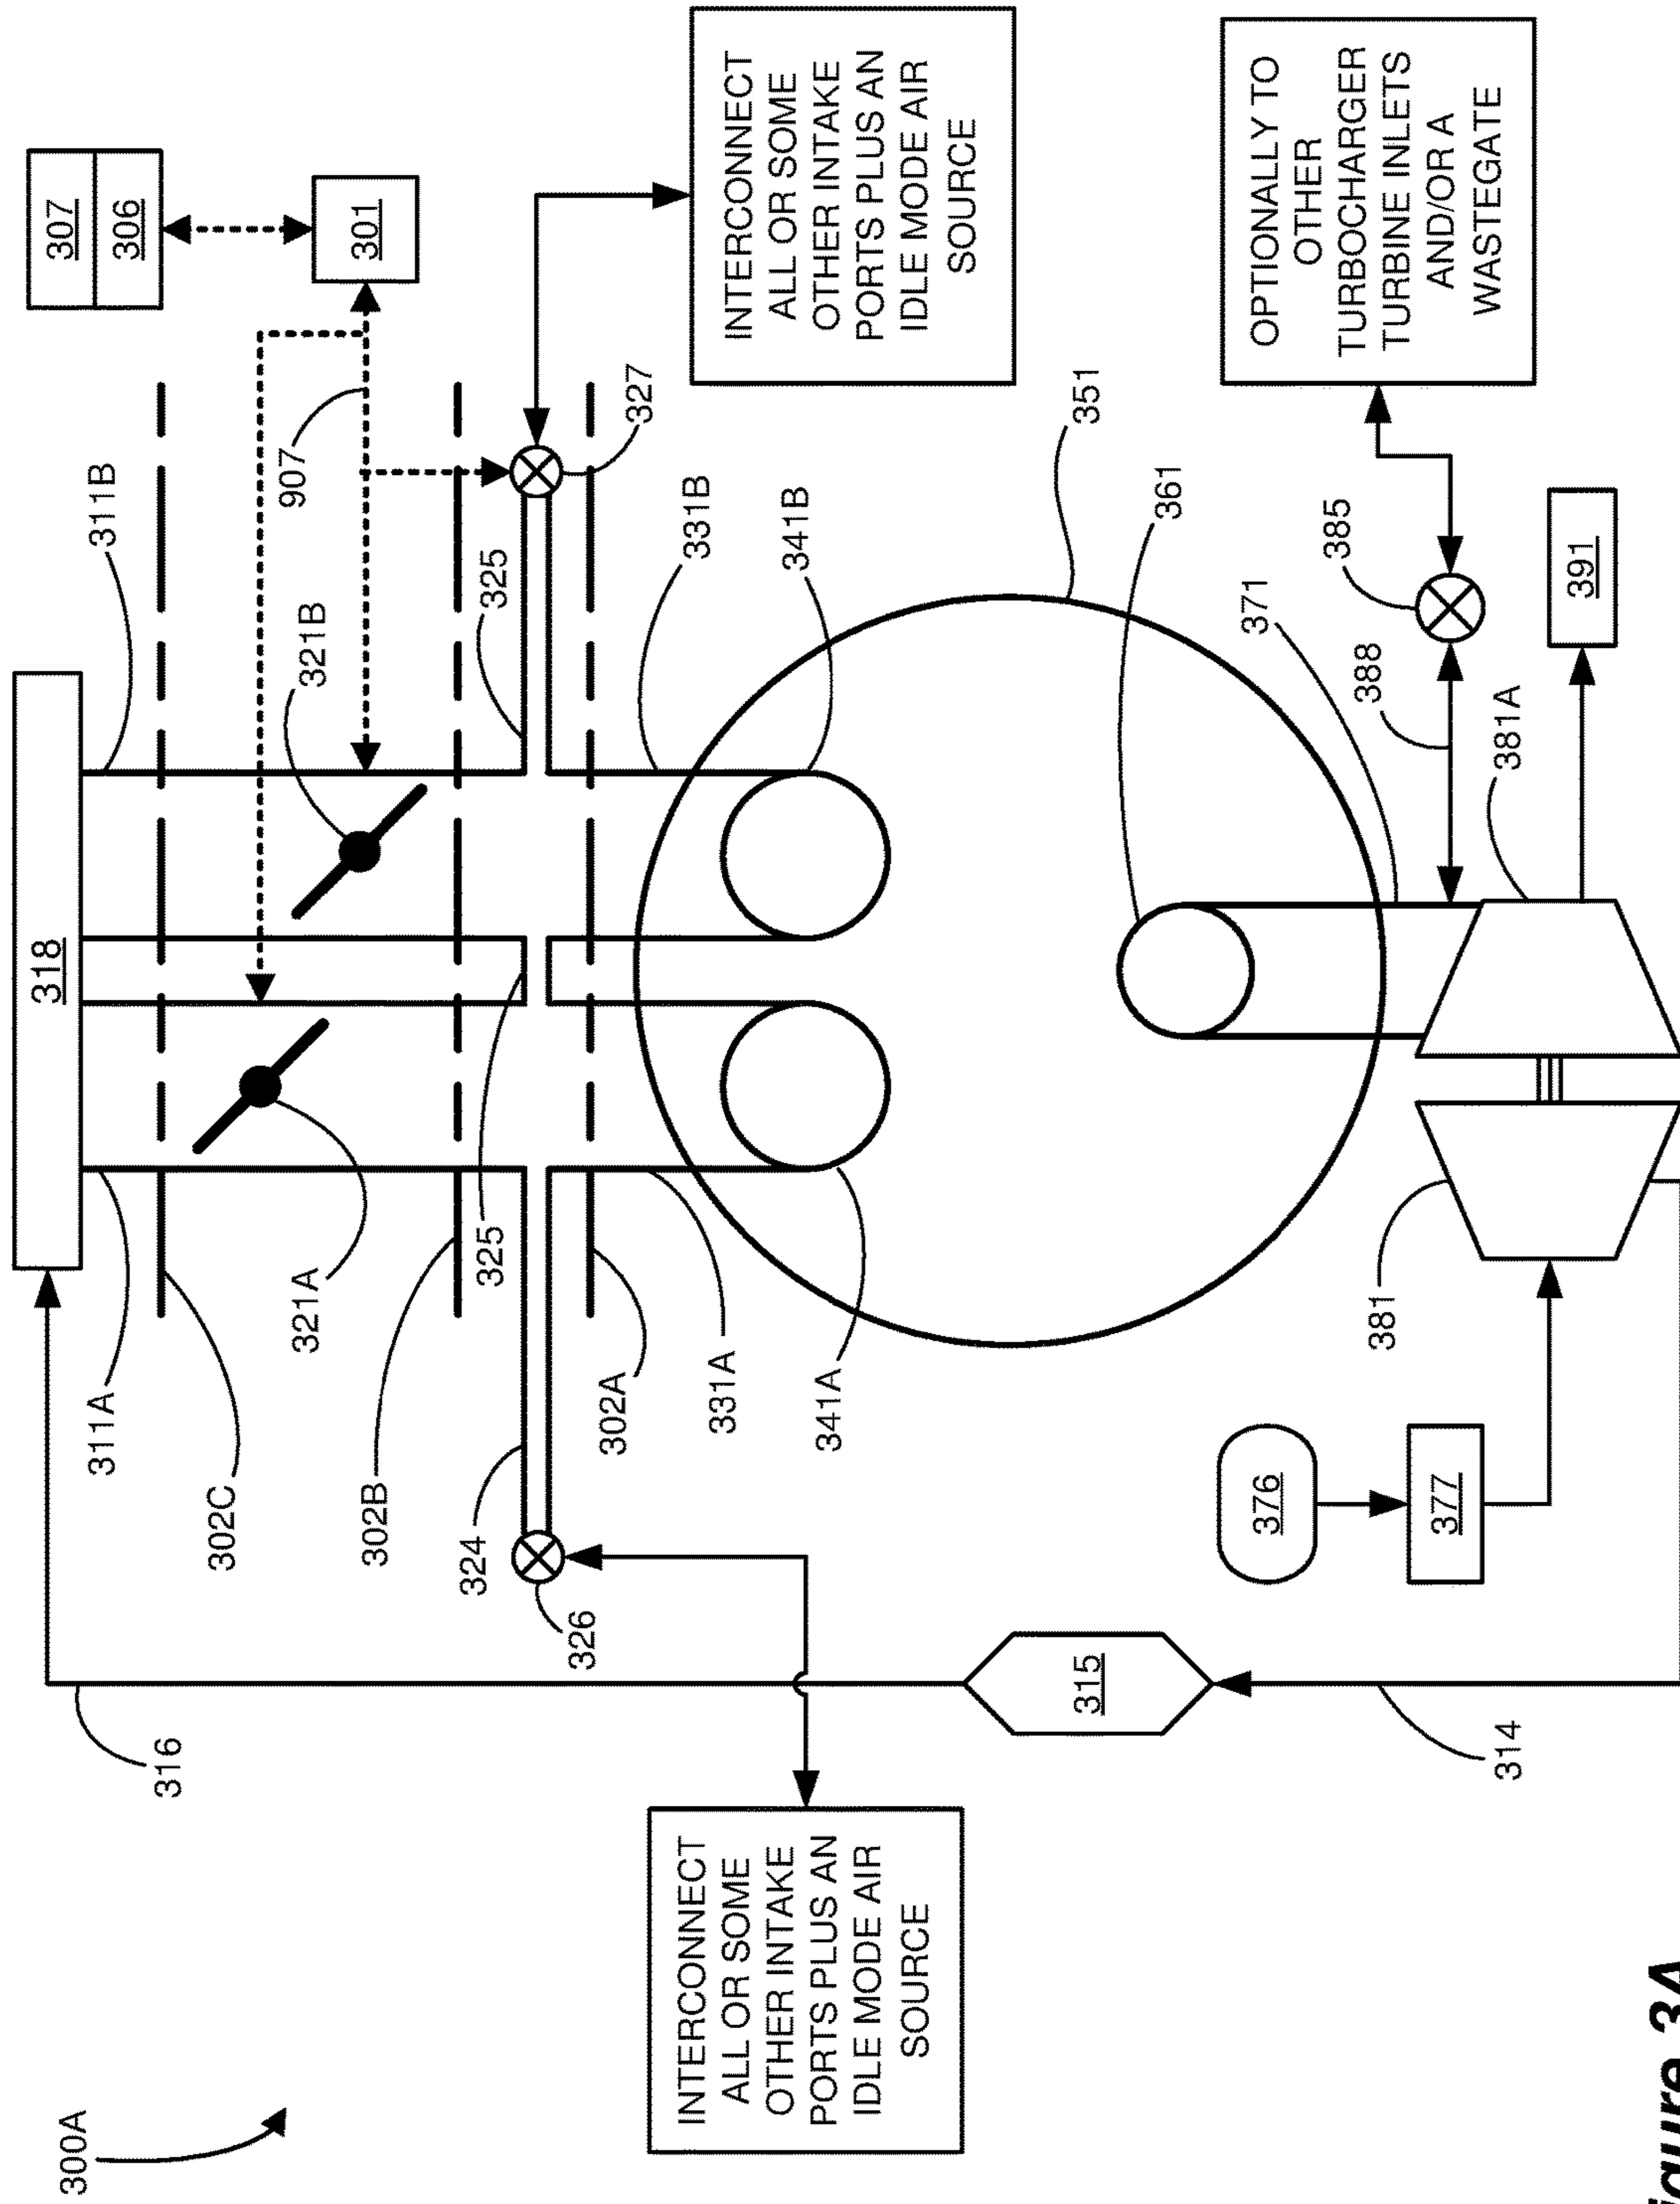 300A
316
311A
318
311B
307
306
302C
321A
321B
907
301
302B
324
325
325
326
302A
327
331A
331B
341A
341B
INTERCONNECT
ALL OR SOME
OTHER INTAKE
PORTS PLUS AN
IDLE MODE AIR
SOURCE
INTERCONNECT
ALL OR SOME
OTHER INTAKE
PORTS PLUS AN
IDLE MODE AIR
SOURCE
351
315
361
376
371
OPTIONALLY TO
OTHER
TURBOCHARGER
TURBINE INLETS
AND/OR A
WASTEGATE
385
388
381
377
314
381A
391
igure 3A